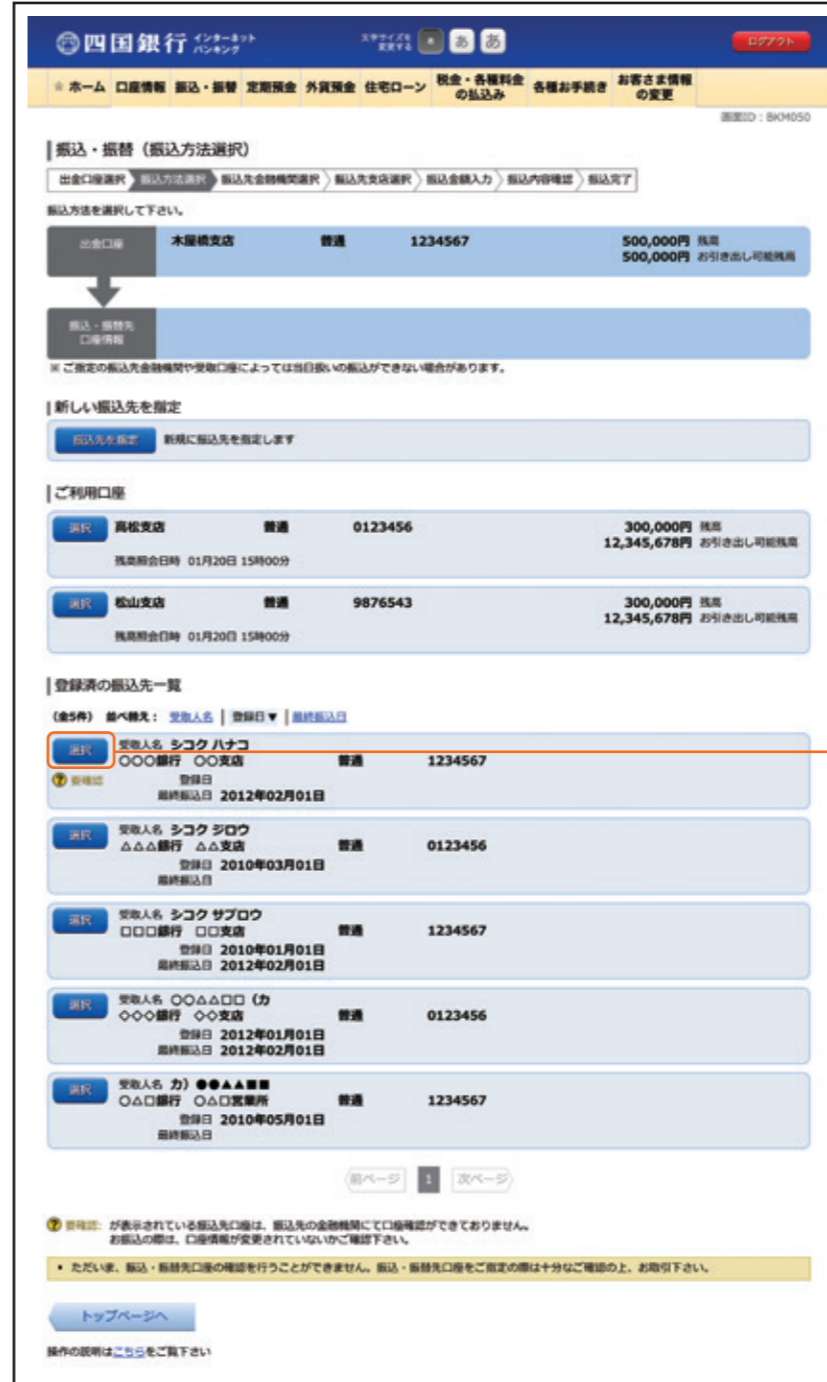 四国銀行 インターネットバンキング 文字サイズを変更する あ あ ログアウト
ホーム 口座情報 振込・振替 定期預金 外貨預金 住宅ローン 税金・各種料金の払込み 各種お手続き お客さま情報の変更
画面ID：BKM050
振込・振替（振込方法選択）
出金口座選択 振込方法選択 振込先金融機関選択 振込先支店選択 振込金額入力 振込内容確認 振込完了
振込方法を選択して下さい。
出金口座 木屋橋支店 普通 1234567 500,000円 残高
500,000円 お引き出し可能残高
振込・振替先
口座情報
※ ご指定の振込先金融機関や受取口座によっては当日扱いの振込ができない場合があります。
新しい振込先を指定
振込先を指定 新規に振込先を指定します
ご利用口座
選択 高松支店 普通 0123456 300,000円 残高
12,345,678円 お引き出し可能残高
残高照会日時 01月20日 15時00分
選択 松山支店 普通 9876543 300,000円 残高
12,345,678円 お引き出し可能残高
残高照会日時 01月20日 15時00分
登録済の振込先一覧
(全5件) 並べ替え： 受取人名 | 登録日▼ | 最終振込日
選択 受取人名 シコク ハナコ
○○○銀行 ○○支店 普通 1234567
? 要確認 登録日
最終振込日 2012年02月01日
選択 受取人名 シコク ジロウ
△△△銀行 △△支店 普通 0123456
登録日 2010年03月01日
最終振込日
選択 受取人名 シコク サブロウ
□□□銀行 □□支店 普通 1234567
登録日 2010年01月01日
最終振込日 2012年02月01日
選択 受取人名 ○○△△□□（カ
◇◇◇銀行 ◇◇支店 普通 0123456
登録日 2012年01月01日
最終振込日 2012年02月01日
選択 受取人名 カ）●●▲▲■■
○△□銀行 ○△□営業所 普通 1234567
登録日 2010年05月01日
最終振込日
前ページ 1 次ページ
? 要確認: が表示されている振込先口座は、振込先の金融機関にて口座確認ができておりません。
お振込の際は、口座情報が変更されていないかご確認下さい。
• ただいま、振込・振替先口座の確認を行うことができません。振込・振替先口座をご指定の際は十分なご確認の上、お取引下さい。
トップページへ
操作の説明はこちらをご覧下さい